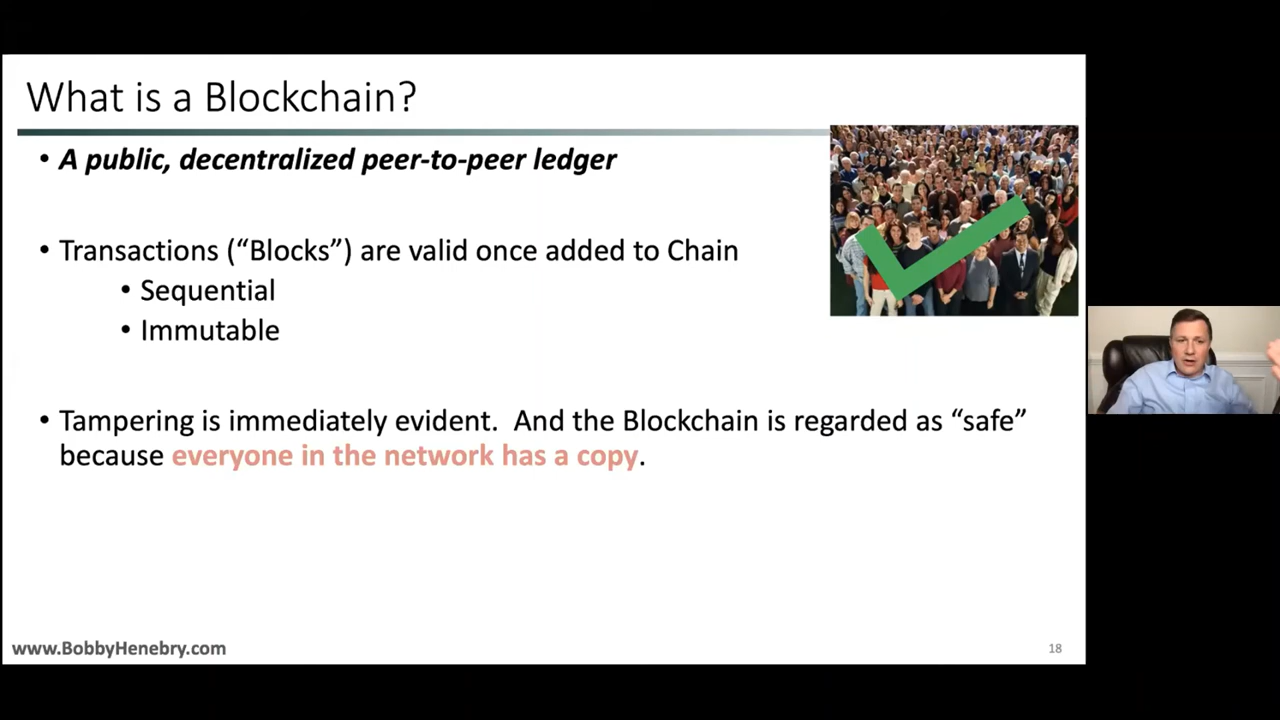 What is a Blockchain?
• A public, decentralized peer-to-peer ledger
• Transactions (“Blocks”) are valid once added to Chain
• Sequential
• Immutable
• Tampering is immediately evident.  And the Blockchain is regarded as “safe”
because everyone in the network has a copy.
www.BobbyHenebry.com
18